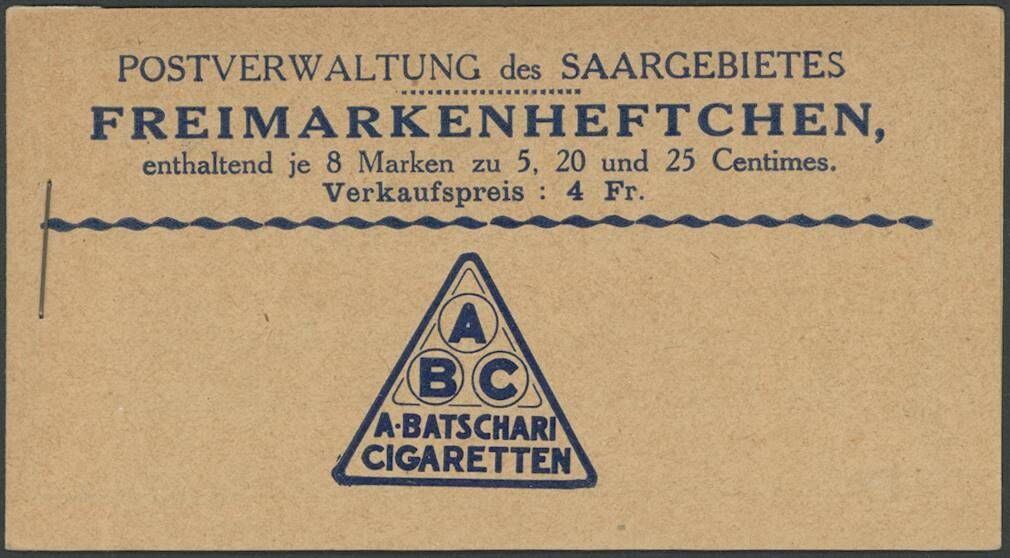 POSTVERWALTUNG des SAARGEBIETES
FREIMARKENHEFTCHEN,
enthaltend je 8 Marken zu 5, 20 und 25 Centimes.
Verkaufspreis : 4 Fr.
A
B C
A·BATSCHARI
CIGARETTEN